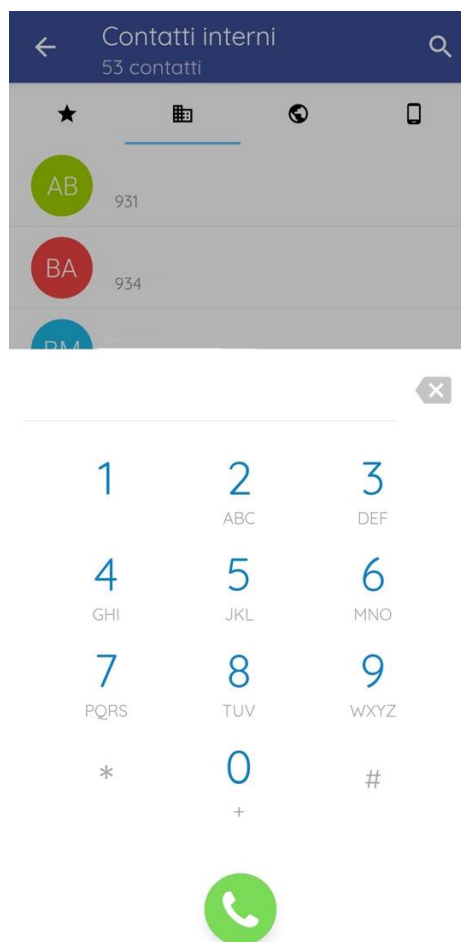 Contatti interni
53 contatti
AB
931
BA
934
1
2
ABC
3
DEF
4
GHI
5
JKL
6
MNO
7
PQRS
8
TUV
9
WXYZ
*
0
+
#